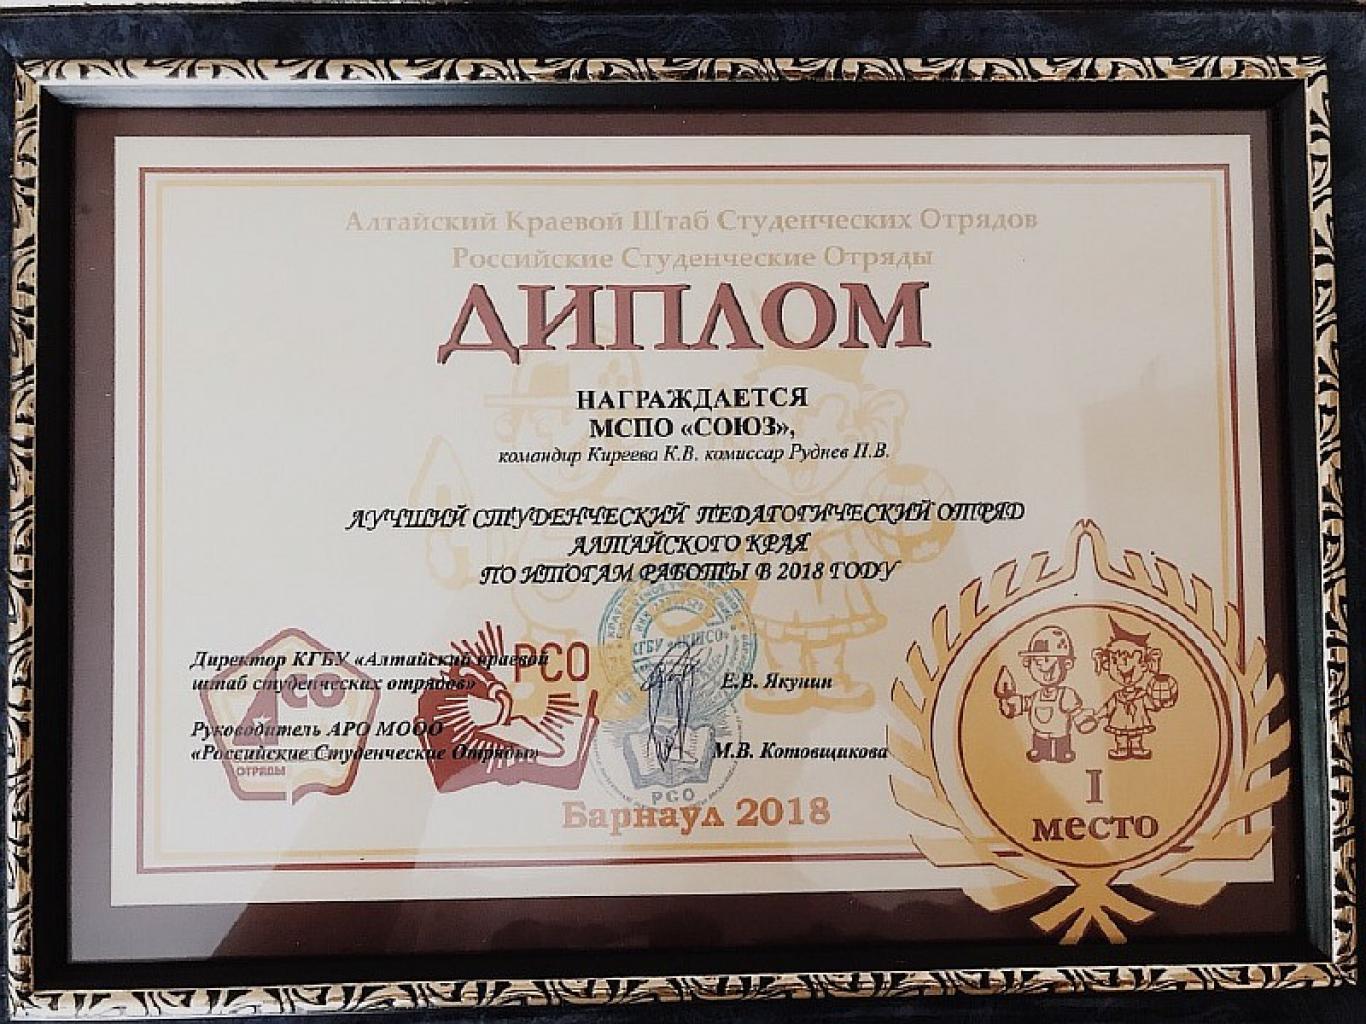 Алтайский Краевой Штаб Студенческих Отрядов
Российские Студенческие Отряды
ДИПЛОМ
НАГРАЖДАЕТСЯ
МСПО «СОЮЗ»,
командир Киреева К.В. комиссар Руднев П.В.
ЛУЧШИЙ СТУДЕНЧЕСКИЙ ПЕДАГОГИЧЕСКИЙ ОТРЯД
АЛТАЙСКОГО КРАЯ
ПО ИТОГАМ РАБОТЫ В 2018 ГОДУ
Директор КГБУ «Алтайский краевой
штаб студенческих отрядов»
Е.В. Якунин
Руководитель АРО МООО
«Российские Студенческие Отряды»
М.В. Котовщикова
ОТРЯДЫ
РСО
РСО
Барнаул 2018
I
место